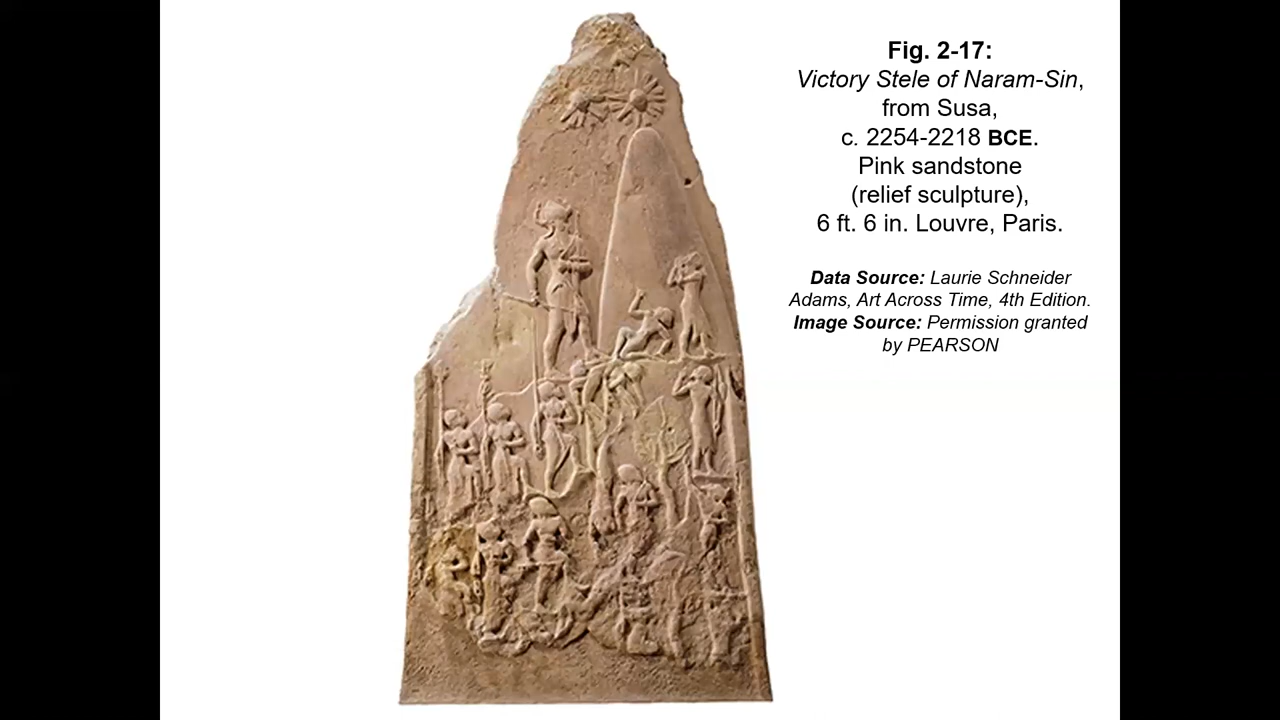 Fig. 2-17:
Victory Stele of Naram-Sin,
from Susa,
c. 2254-2218 BCE.
Pink sandstone
(relief sculpture),
6 ft. 6 in. Louvre, Paris.
Data Source: Laurie Schneider
Adams, Art Across Time, 4th Edition.
Image Source: Permission granted
by PEARSON